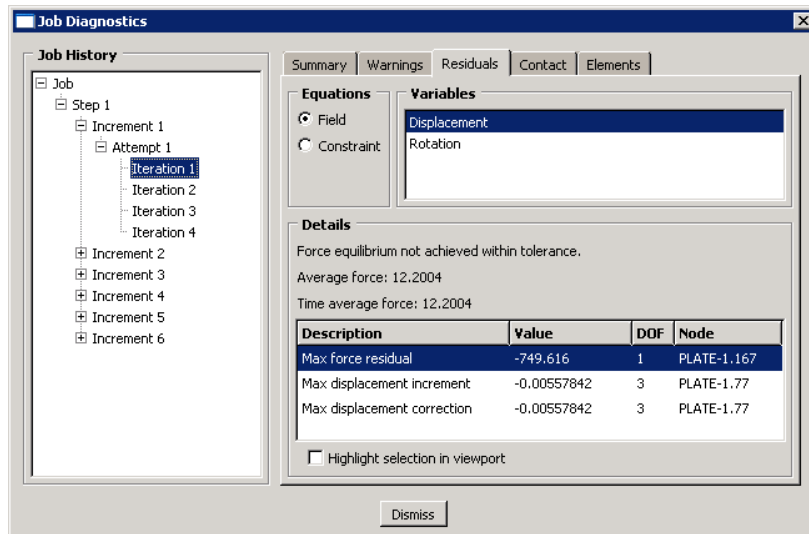 Job Diagnostics
Job History
Job
Step 1
Increment 1
Attempt 1
Iteration 1
Iteration 2
Iteration 3
Iteration 4
Increment 2
Increment 3
Increment 4
Increment 5
Increment 6
Summary Warnings Residuals Contact Elements
Equations
Field
Constraint
Variables
Displacement
Rotation
Details
Force equilibrium not achieved within tolerance.
Average force: 12.2004
Time average force: 12.2004
Description Value DOF Node
Max force residual -749.616 1 PLATE-1.167
Max displacement increment -0.00557842 3 PLATE-1.77
Max displacement correction -0.00557842 3 PLATE-1.77
Highlight selection in viewport
Dismiss